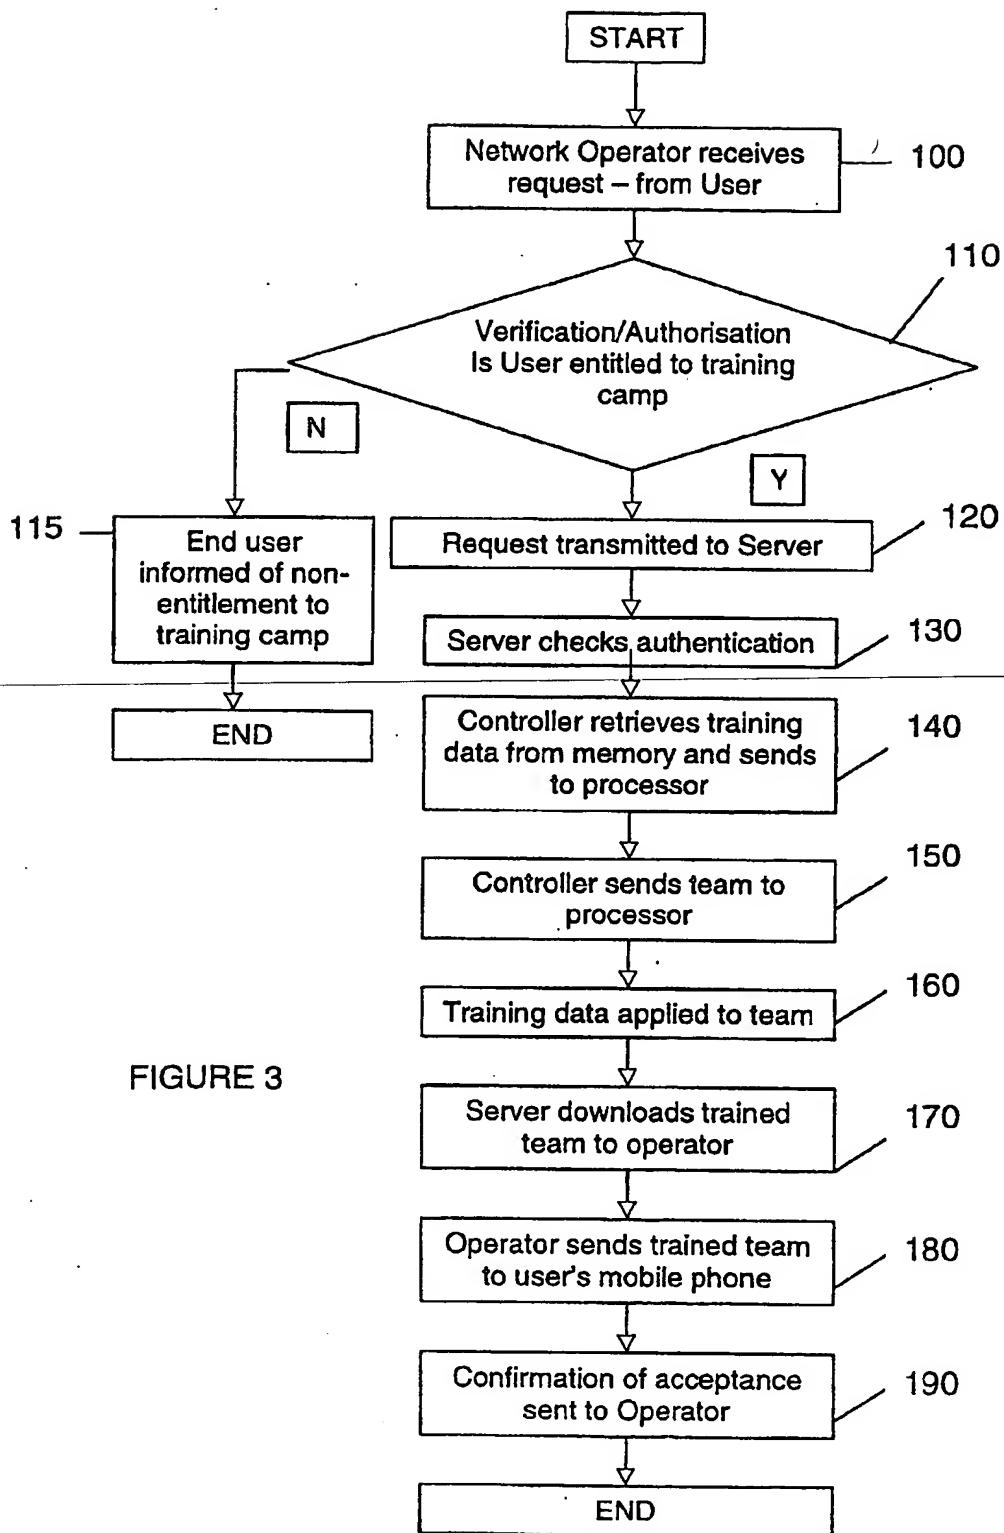 START
Network Operator receives
request – from User
100
110
Verification/Authorisation
Is User entitled to training
camp
N
Y
115
End user
informed of non-
entitlement to
training camp
END
Request transmitted to Server
120
Server checks authentication
130
Controller retrieves training
data from memory and sends
to processor
140
Controller sends team to
processor
150
Training data applied to team
160
FIGURE 3
Server downloads trained
team to operator
170
Operator sends trained team
to user's mobile phone
180
Confirmation of acceptance
sent to Operator
190
END